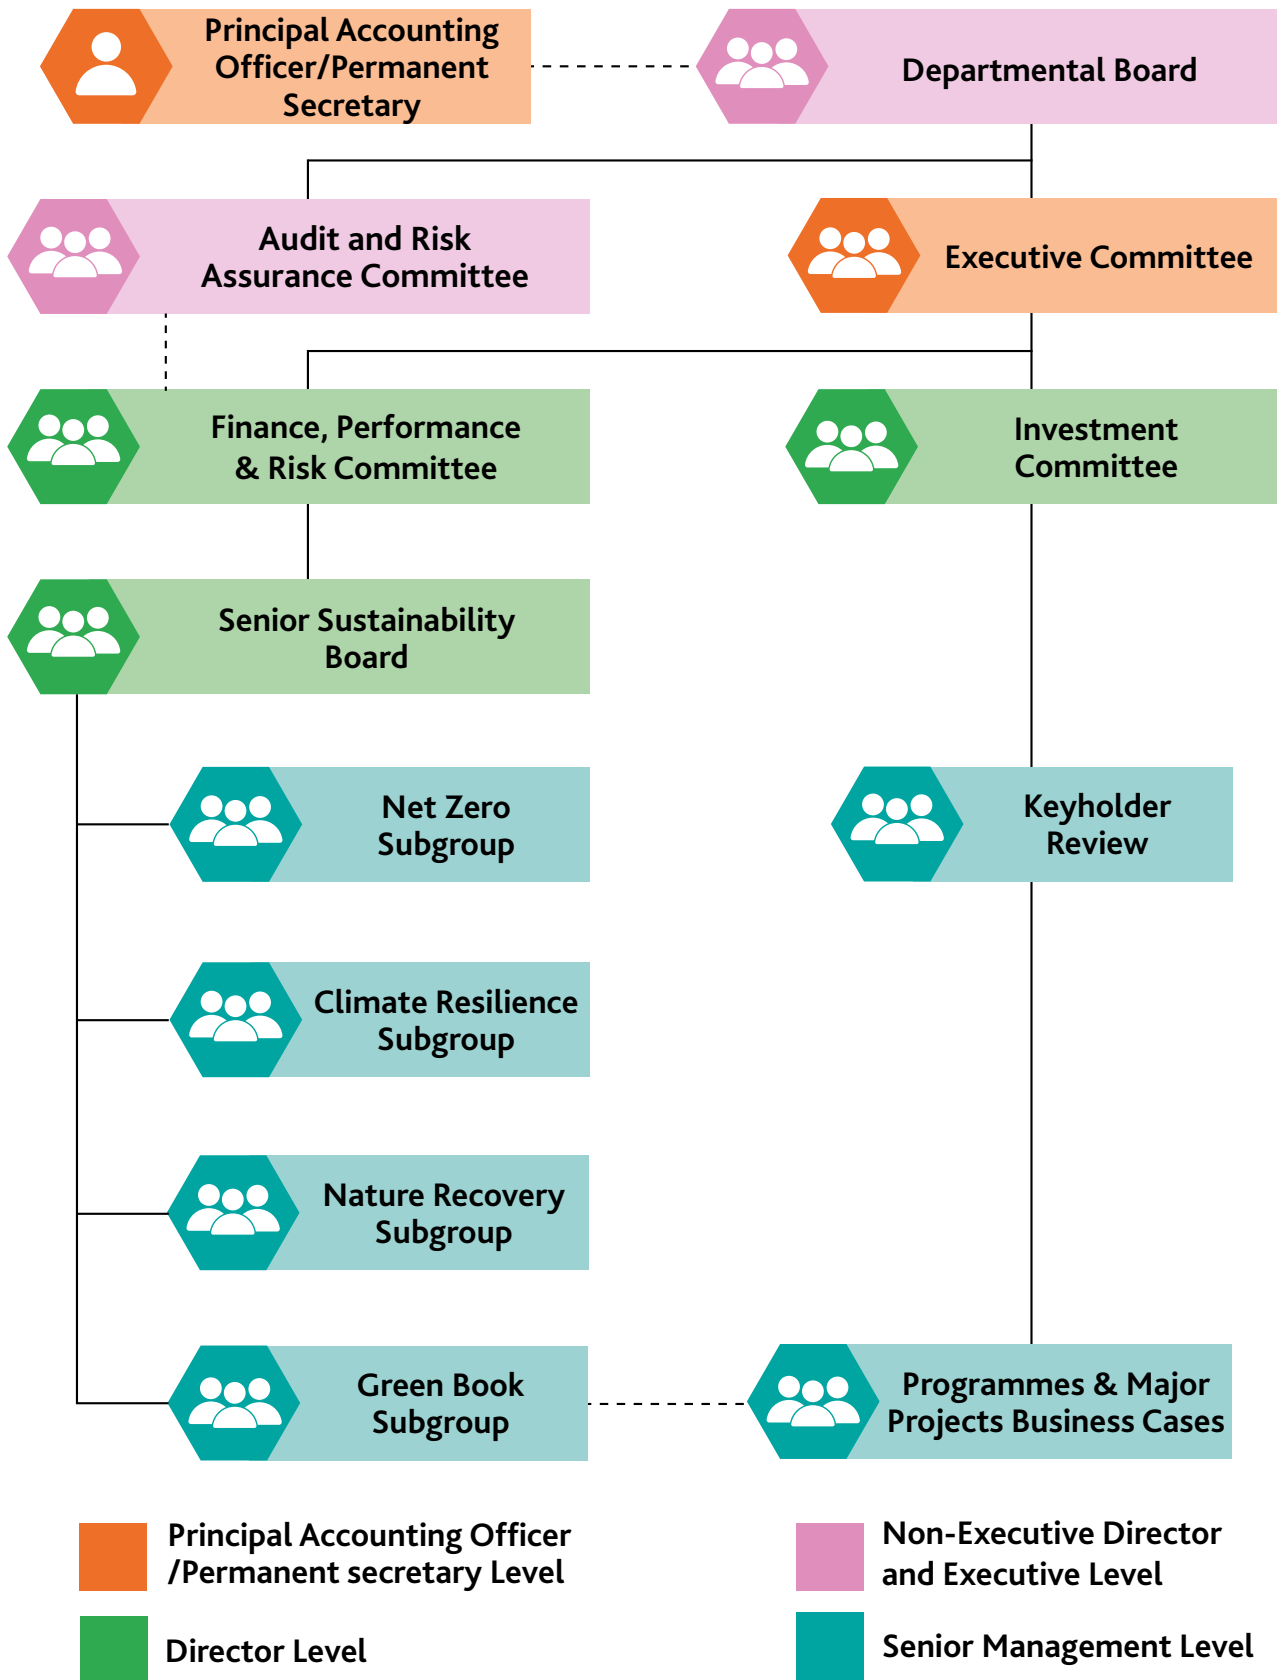 Principal Accounting
Officer/Permanent
Secretary
Departmental Board
Audit and Risk
Assurance Committee
Executive Committee
Finance, Performance
& Risk Committee
Investment
Committee
Senior Sustainability
Board
Net Zero
Subgroup
Keyholder
Review
Climate Resilience
Subgroup
Nature Recovery
Subgroup
Green Book
Subgroup
Programmes & Major
Projects Business Cases
Principal Accounting Officer
/Permanent secretary Level
Non-Executive Director
and Executive Level
Director Level
Senior Management Level